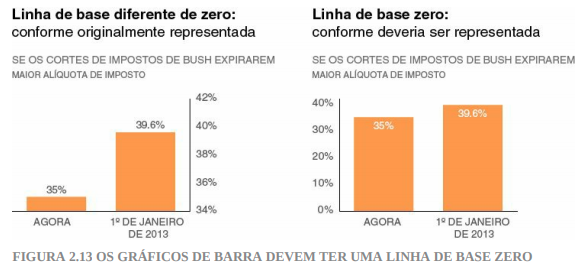 Linha de base diferente de zero:
conforme originalmente representada
SE OS CORTES DE IMPOSTOS DE BUSH EXPIRAREM
MAIOR ALÍQUOTA DE IMPOSTO
42%
40%
38%
36%
34%
39.6%
35%
AGORA
1º DE JANEIRO
DE 2013
Linha de base zero:
conforme deveria ser representada
SE OS CORTES DE IMPOSTOS DE BUSH EXPIRAREM
MAIOR ALÍQUOTA DE IMPOSTO
40%
30%
20%
10%
0%
35%
39.6%
AGORA
1º DE JANEIRO
DE 2013
FIGURA 2.13 OS GRÁFICOS DE BARRA DEVEM TER UMA LINHA DE BASE ZERO